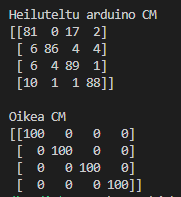 Heiluteltu arduino CM
[[81  0 17  2]
 [ 6 86  4  4]
 [ 6  4 89  1]
 [10  1  1 88]]

Oikea CM
[[100   0   0   0]
 [  0 100   0   0]
 [  0   0 100   0]
 [  0   0   0 100]]